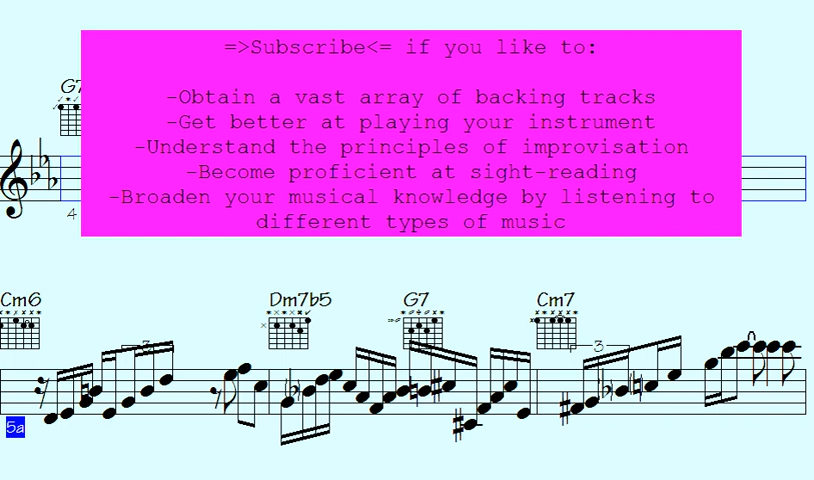 =>Subscribe<= if you like to:
-Obtain a vast array of backing tracks
-Get better at playing your instrument
-Understand the principles of improvisation
-Become proficient at sight-reading
-Broaden your musical knowledge by listening to
different types of music
G7
4
Cm6 Dm7b5 G7 Cm7
3 3
5a